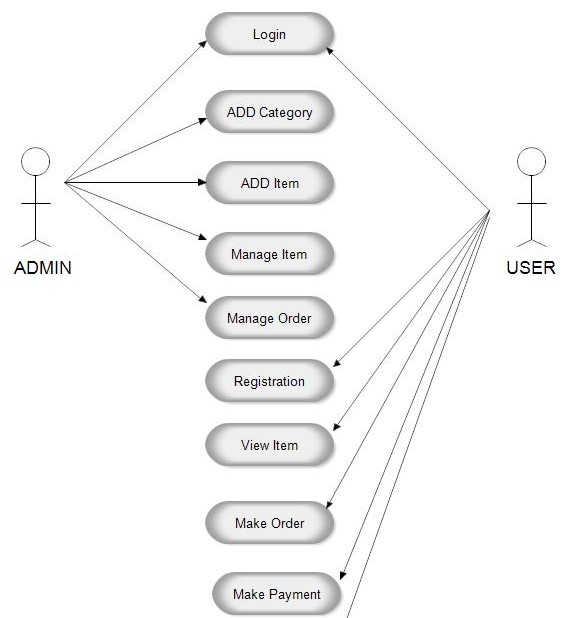 Login
ADD Category
ADD Item
Manage Item
ADMIN
USER
Manage Order
Registration
View Item
Make Order
Make Payment